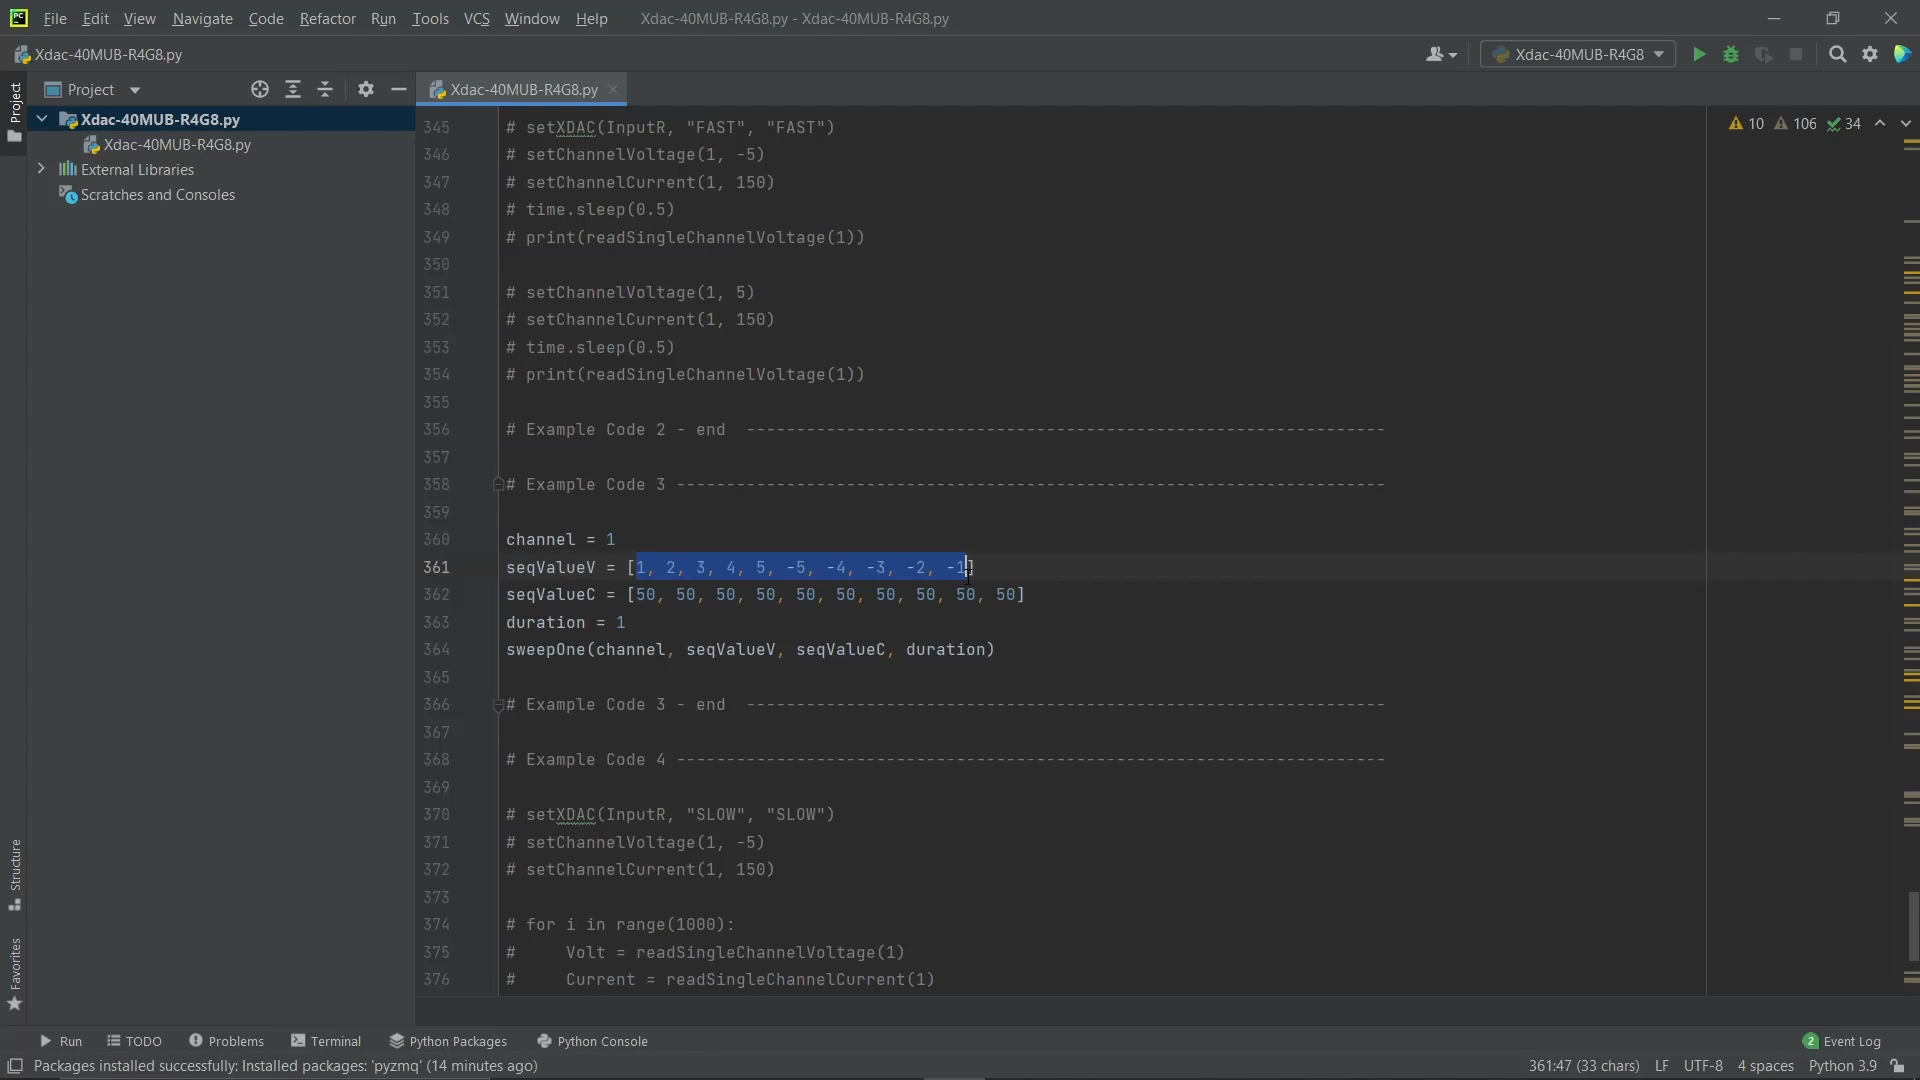 PC File Edit View Navigate Code Refactor Run Tools VCS Window Help Xdac-40MUB-R4G8.py - Xdac-40MUB-R4G8.py
Xdac-40MUB-R4G8.py Xdac-40MUB-R4G8
Project Xdac-40MUB-R4G8.py
Project
Xdac-40MUB-R4G8.py
Xdac-40MUB-R4G8.py
External Libraries
Scratches and Consoles
Structure
Favorites
10 106 34
345 # setXDAC(InputR, "FAST", "FAST")
346 # setChannelVoltage(1, -5)
347 # setChannelCurrent(1, 150)
348 # time.sleep(0.5)
349 # print(readSingleChannelVoltage(1))
350
351 # setChannelVoltage(1, 5)
352 # setChannelCurrent(1, 150)
353 # time.sleep(0.5)
354 # print(readSingleChannelVoltage(1))
355
356 # Example Code 2 - end ----------------------------------------------------------------
357
358 # Example Code 3 -----------------------------------------------------------------------
359
360 channel = 1
361 seqValueV = [1, 2, 3, 4, 5, -5, -4, -3, -2, -1]
362 seqValueC = [50, 50, 50, 50, 50, 50, 50, 50, 50, 50]
363 duration = 1
364 sweepOne(channel, seqValueV, seqValueC, duration)
365
366 # Example Code 3 - end ----------------------------------------------------------------
367
368 # Example Code 4 -----------------------------------------------------------------------
369
370 # setXDAC(InputR, "SLOW", "SLOW")
371 # setChannelVoltage(1, -5)
372 # setChannelCurrent(1, 150)
373
374 # for i in range(1000):
375 #     Volt = readSingleChannelVoltage(1)
376 #     Current = readSingleChannelCurrent(1)
Run TODO Problems Terminal Python Packages Python Console 2 Event Log
Packages installed successfully: Installed packages: 'pyzmq' (14 minutes ago) 361:47 (33 chars) LF UTF-8 4 spaces Python 3.9